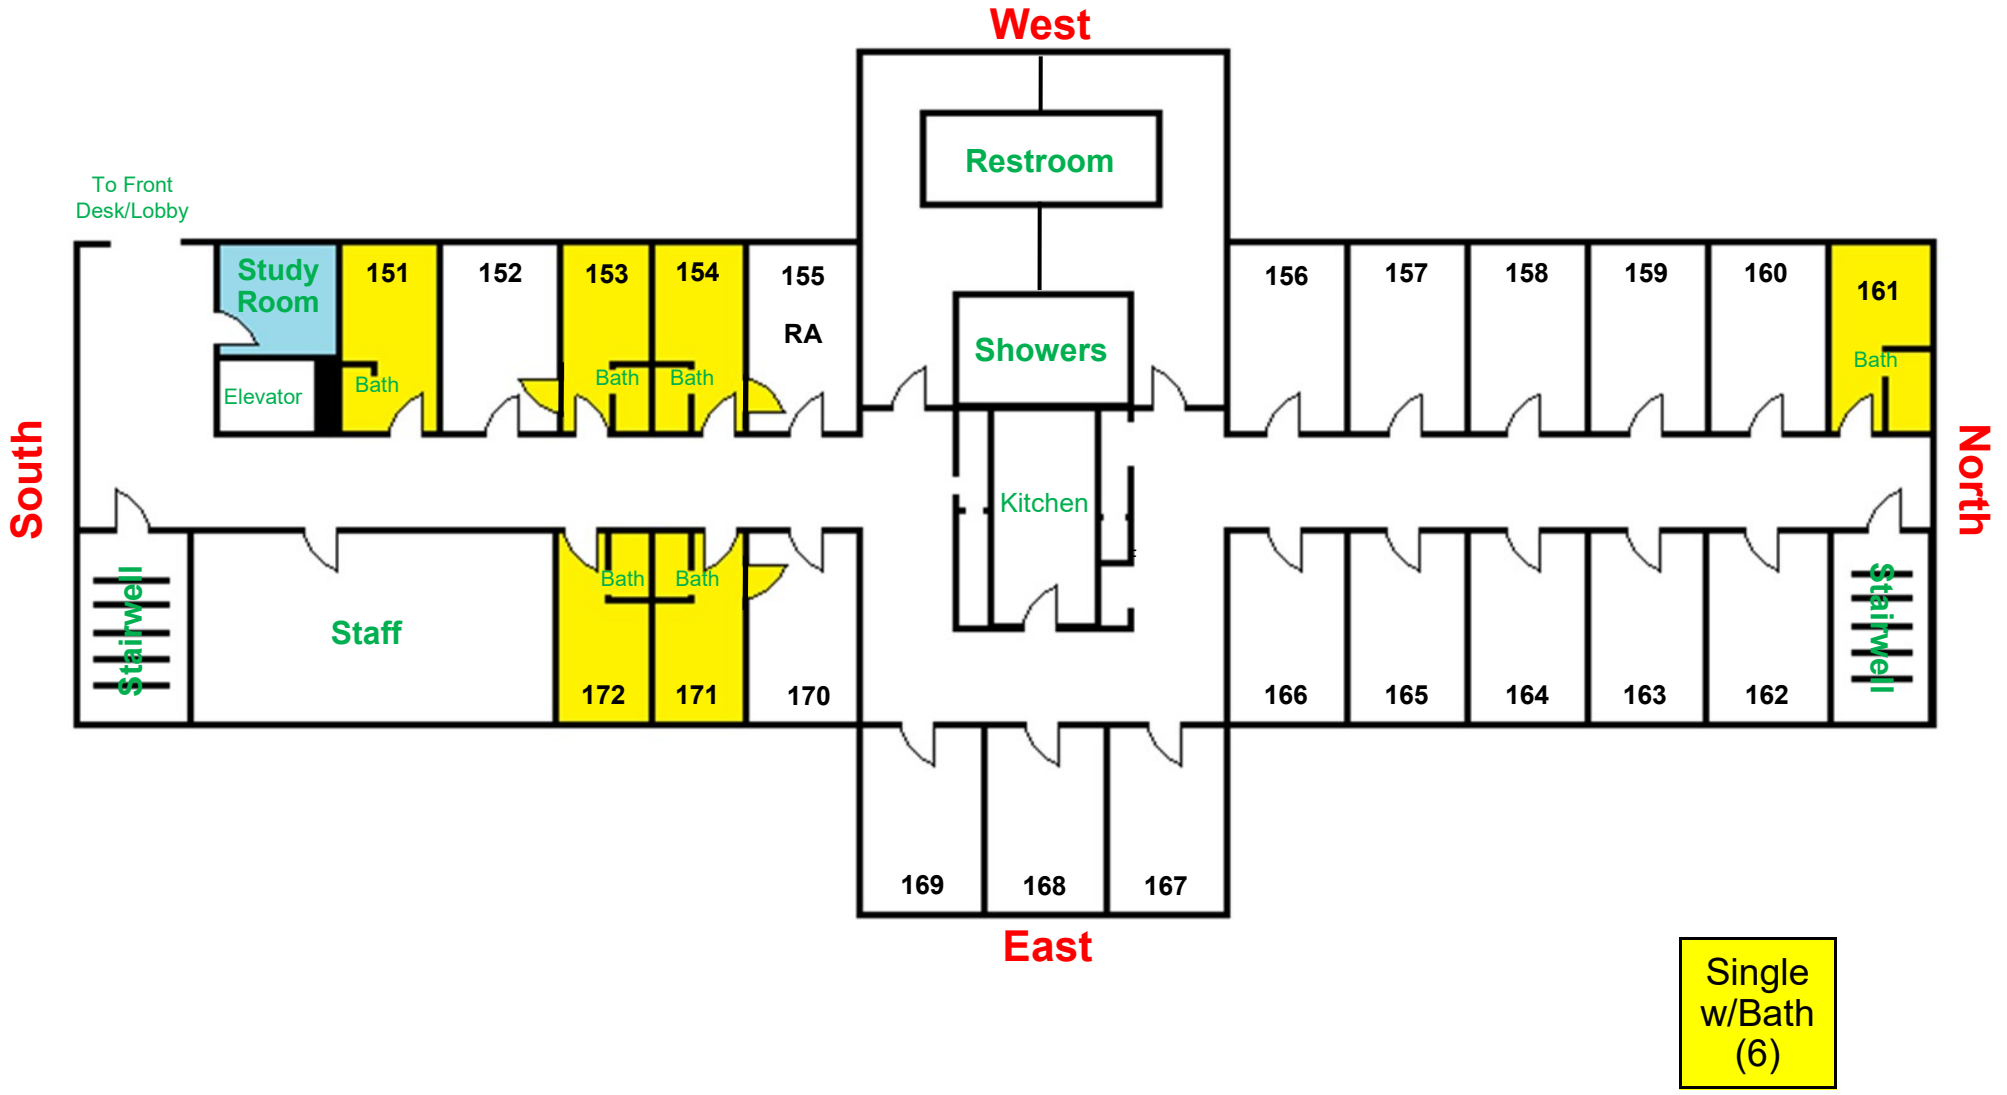 West
Restroom
To Front
Desk/Lobby
Study
Room
151
152
153
154
155
RA
156
157
158
159
160
161
Showers
Elevator
Bath
Bath
Bath
Bath
South
North
Kitchen
Stairwell
Staff
Bath
Bath
172
171
170
166
165
164
163
162
Stairwell
169
168
167
East
Single
w/Bath
(6)